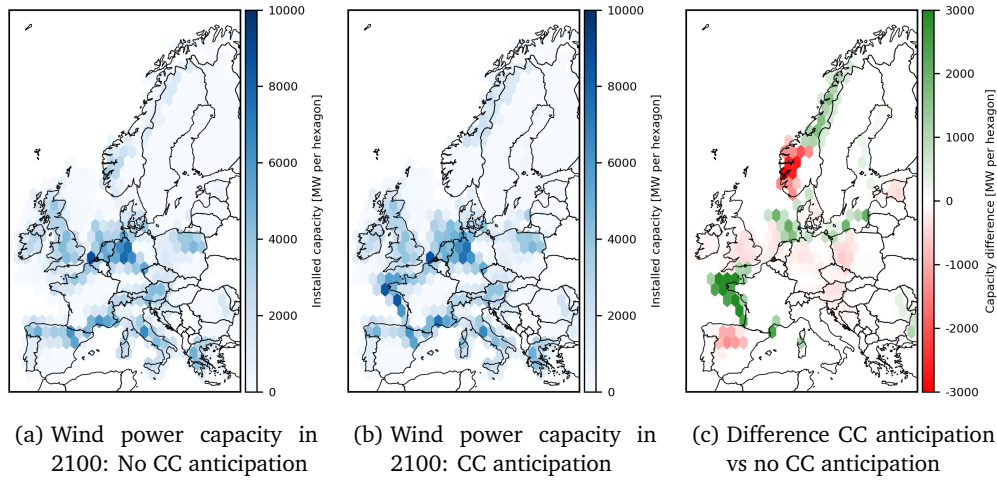 10000
8000
6000
4000
2000
0
Installed capacity [MW per hexagon]
10000
8000
6000
4000
2000
0
Installed capacity [MW per hexagon]
3000
2000
1000
0
-1000
-2000
-3000
Capacity difference [MW per hexagon]
(a) Wind power capacity in
2100: No CC anticipation
(b) Wind power capacity in
2100: CC anticipation
(c) Difference CC anticipation
vs no CC anticipation